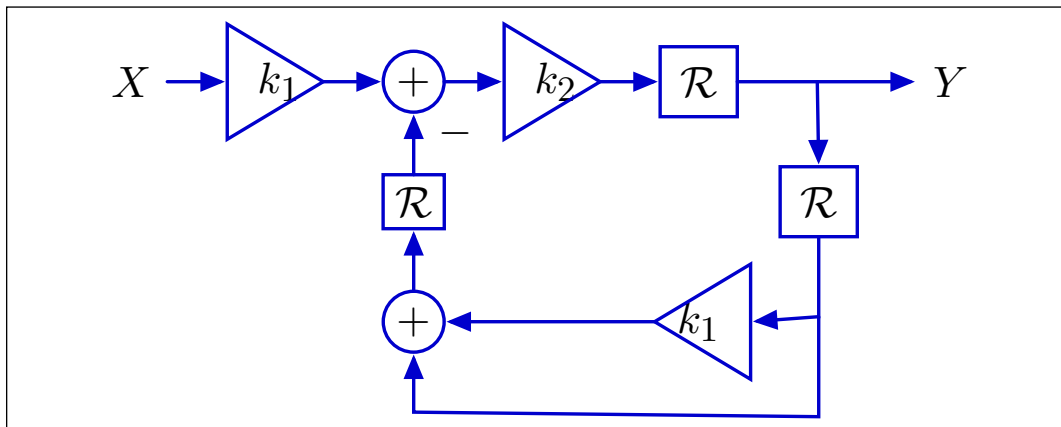 X k₁ + k₂ ℛ Y
−
ℛ ℛ
+ k₁